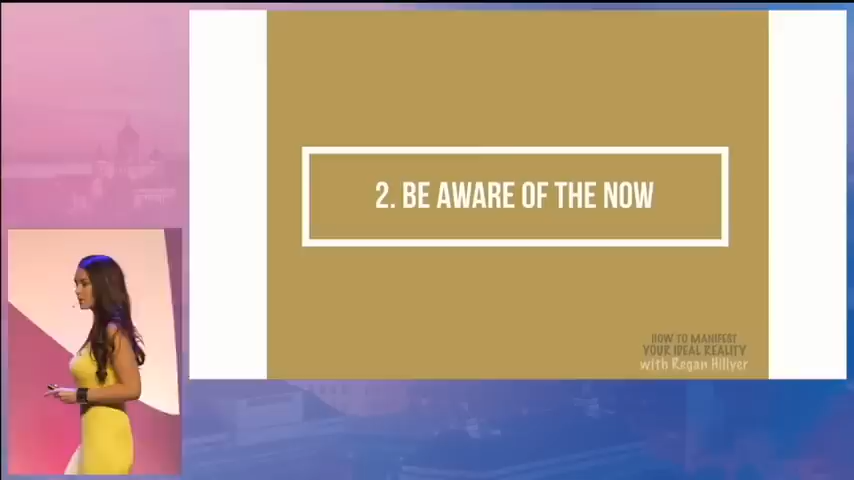 2. BE AWARE OF THE NOW
HOW TO MANIFEST
YOUR IDEAL REALITY
with Regan Hillyer